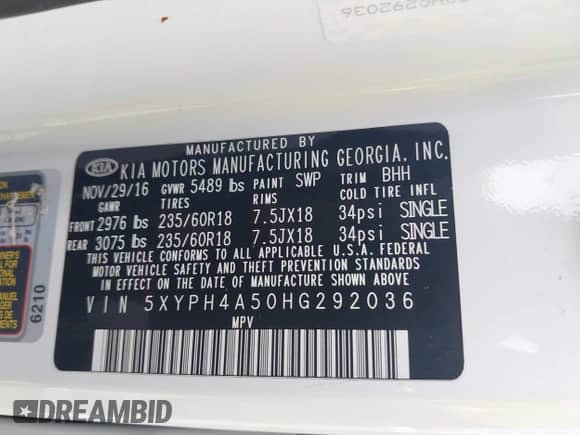 HG292036
MANUFACTURED BY
KIA KIA MOTORS MANUFACTURING GEORGIA, INC.
NOV/29/16 GVWR 5489 lbs PAINT SWP TRIM BHH
GAWR TIRES RIMS COLD TIRE INFL
FRONT 2976 lbs 235/60R18 7.5JX18 34psi SINGLE
REAR 3075 lbs 235/60R18 7.5JX18 34psi SINGLE
THIS VEHICLE CONFORMS TO ALL APPLICABLE U.S.A. FEDERAL
MOTOR VEHICLE SAFETY AND THEFT PREVENTION STANDARDS
IN EFFECT ON THE DATE OF MANUFACTURE SHOWN ABOVE.
VIN 5XYPH4A50HG292036
MPV
6210
DREAMBID